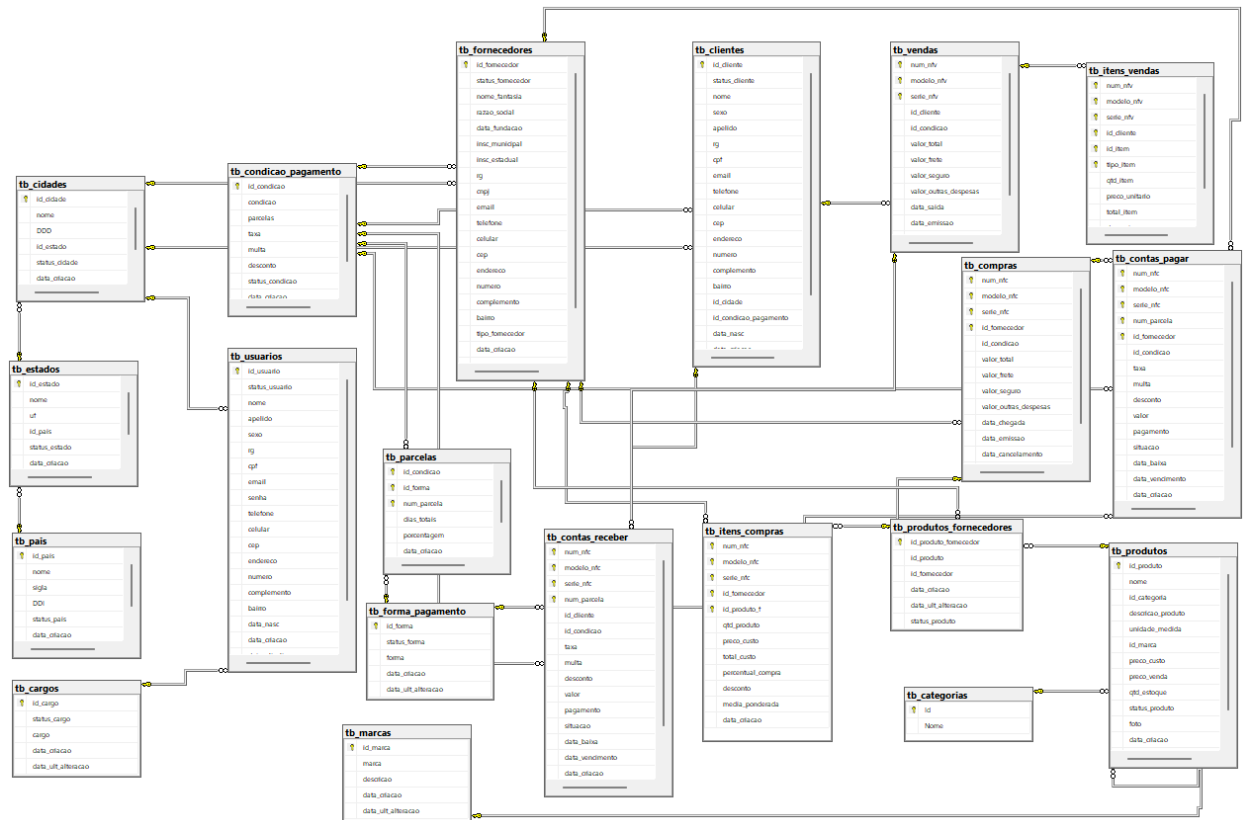 tb_fornecedores
id_fornecedor
status_fornecedor
nome_fantasia
razao_social
data_fundacao
insc_municipal
insc_estadual
rg
cnpj
email
telefone
celular
cep
endereco
numero
complemento
bairro
tipo_fornecedor
data_criacao
tb_clientes
id_cliente
status_cliente
nome
sexo
apelido
rg
cpf
email
telefone
celular
cep
endereco
numero
complemento
bairro
id_cidade
id_condicao_pagamento
data_nasc
tb_vendas
num_nfv
modelo_nfv
serie_nfv
id_cliente
id_condicao
valor_total
valor_frete
valor_seguro
valor_outras_despesas
data_saida
data_emissao
tb_itens_vendas
num_nfv
modelo_nfv
serie_nfv
id_cliente
id_item
tipo_item
qtd_item
preco_unitario
total_item
tb_cidades
id_cidade
nome
DDD
id_estado
status_cidade
data_criacao
tb_condicao_pagamento
id_condicao
condicao
parcelas
taxa
multa
desconto
status_condicao
data_criacao
tb_compras
num_nfc
modelo_nfc
serie_nfc
id_fornecedor
id_condicao
valor_total
valor_frete
valor_seguro
valor_outras_despesas
data_chegada
data_emissao
data_cancelamento
tb_contas_pagar
num_nfc
modelo_nfc
serie_nfc
num_parcela
id_fornecedor
id_condicao
taxa
multa
desconto
valor
pagamento
situacao
data_baixa
data_vencimento
data_criacao
tb_estados
id_estado
nome
uf
id_pais
status_estado
data_criacao
tb_usuarios
id_usuario
status_usuario
nome
apelido
sexo
rg
cpf
email
senha
telefone
celular
cep
endereco
numero
complemento
bairro
data_nasc
data_criacao
tb_parcelas
id_condicao
id_forma
num_parcela
dias_totais
porcentagem
data_criacao
tb_pais
id_pais
nome
sigla
DDI
status_pais
data_criacao
tb_forma_pagamento
id_forma
status_forma
forma
data_criacao
data_ult_alteracao
tb_contas_receber
num_nfc
modelo_nfc
serie_nfc
num_parcela
id_cliente
id_condicao
taxa
multa
desconto
valor
pagamento
situacao
data_baixa
data_vencimento
data_criacao
tb_itens_compras
num_nfc
modelo_nfc
serie_nfc
id_fornecedor
id_produto_f
qtd_produto
preco_custo
total_custo
percentual_compra
desconto
media_ponderada
data_criacao
tb_produtos_fornecedores
id_produto_fornecedor
id_produto
id_fornecedor
data_criacao
data_ult_alteracao
status_produto
tb_produtos
id_produto
nome
id_categoria
descricao_produto
unidade_medida
id_marca
preco_custo
preco_venda
qtd_estoque
status_produto
foto
data_criacao
tb_cargos
id_cargo
status_cargo
cargo
data_criacao
data_ult_alteracao
tb_categorias
Id
Nome
tb_marcas
id_marca
marca
descricao
data_criacao
data_ult_alteracao